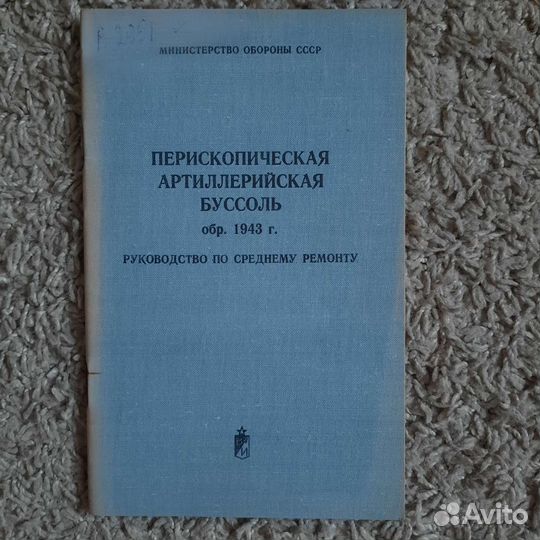 МИНИСТЕРСТВО ОБОРОНЫ СССР
ПЕРИСКОПИЧЕСКАЯ
АРТИЛЛЕРИЙСКАЯ
БУССОЛЬ
обр. 1943 г.
РУКОВОДСТВО ПО СРЕДНЕМУ РЕМОНТУ
Avito